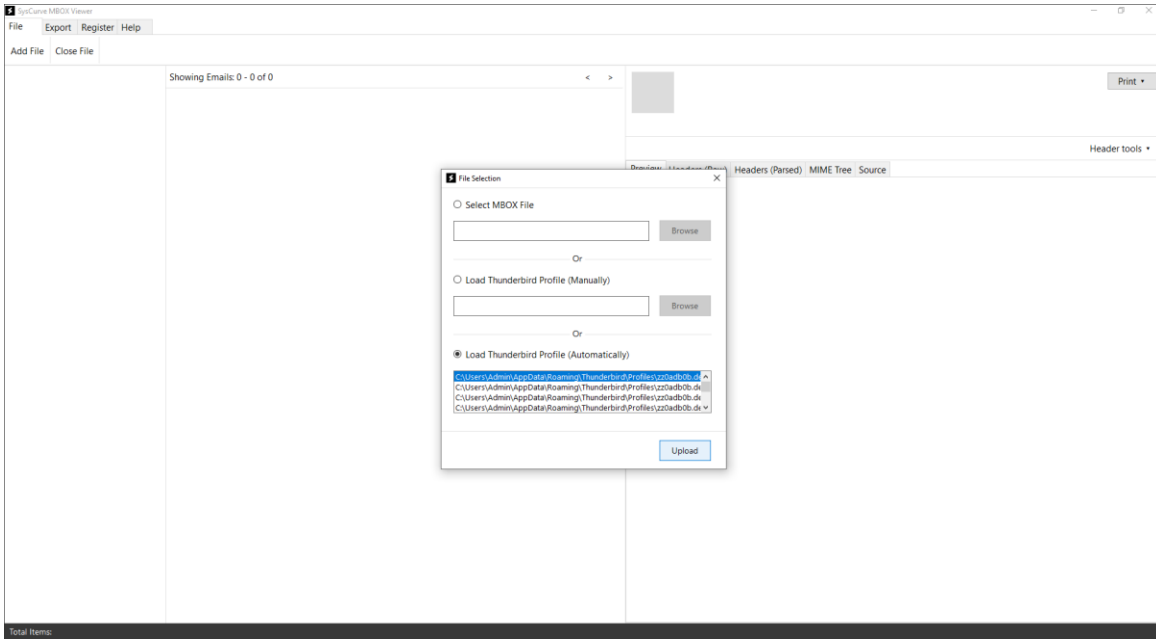 SysCurve MBOX Viewer
File Export Register Help
Add File Close File
Showing Emails: 0 - 0 of 0 < >
Print
Header tools
Preview Headers (Raw) Headers (Parsed) MIME Tree Source
File Selection
Select MBOX File
Browse
Or
Load Thunderbird Profile (Manually)
Browse
Or
Load Thunderbird Profile (Automatically)
C:\Users\Admin\AppData\Roaming\Thunderbird\Profiles\zz0adb0b.de
C:\Users\Admin\AppData\Roaming\Thunderbird\Profiles\zz0adb0b.de
C:\Users\Admin\AppData\Roaming\Thunderbird\Profiles\zz0adb0b.de
C:\Users\Admin\AppData\Roaming\Thunderbird\Profiles\zz0adb0b.de
Upload
Total Items: